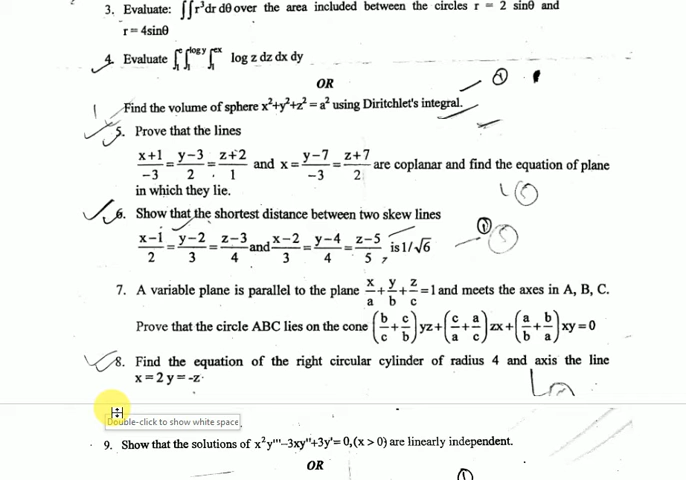 3. Evaluate: ∫∫r³dr dθ over the area included between the circles r = 2 sinθ and
r = 4sinθ
4. Evaluate ∫₁ᵉ∫₁ˡᵒᵍʸ∫₁ᵉˣ log z dz dx dy
OR
Find the volume of sphere x²+y²+z² = a² using Diritchlet's integral.
5. Prove that the lines
(x+1)/-3 = (y-3)/2 = (z+2)/1 and x = (y-7)/-3 = (z+7)/2 are coplanar and find the equation of plane
in which they lie.
6. Show that the shortest distance between two skew lines
(x-1)/2 = (y-2)/3 = (z-3)/4 and (x-2)/3 = (y-4)/4 = (z-5)/5 is 1/√6
7. A variable plane is parallel to the plane x/a + y/b + z/c = 1 and meets the axes in A, B, C.
Prove that the circle ABC lies on the cone (b/c + c/b) yz + (c/a + a/c) zx + (a/b + b/a) xy = 0
8. Find the equation of the right circular cylinder of radius 4 and axis the line
x = 2 y = -z
Double-click to show white space
9. Show that the solutions of x²y'''-3xy''+3y' = 0, (x > 0) are linearly independent.
OR